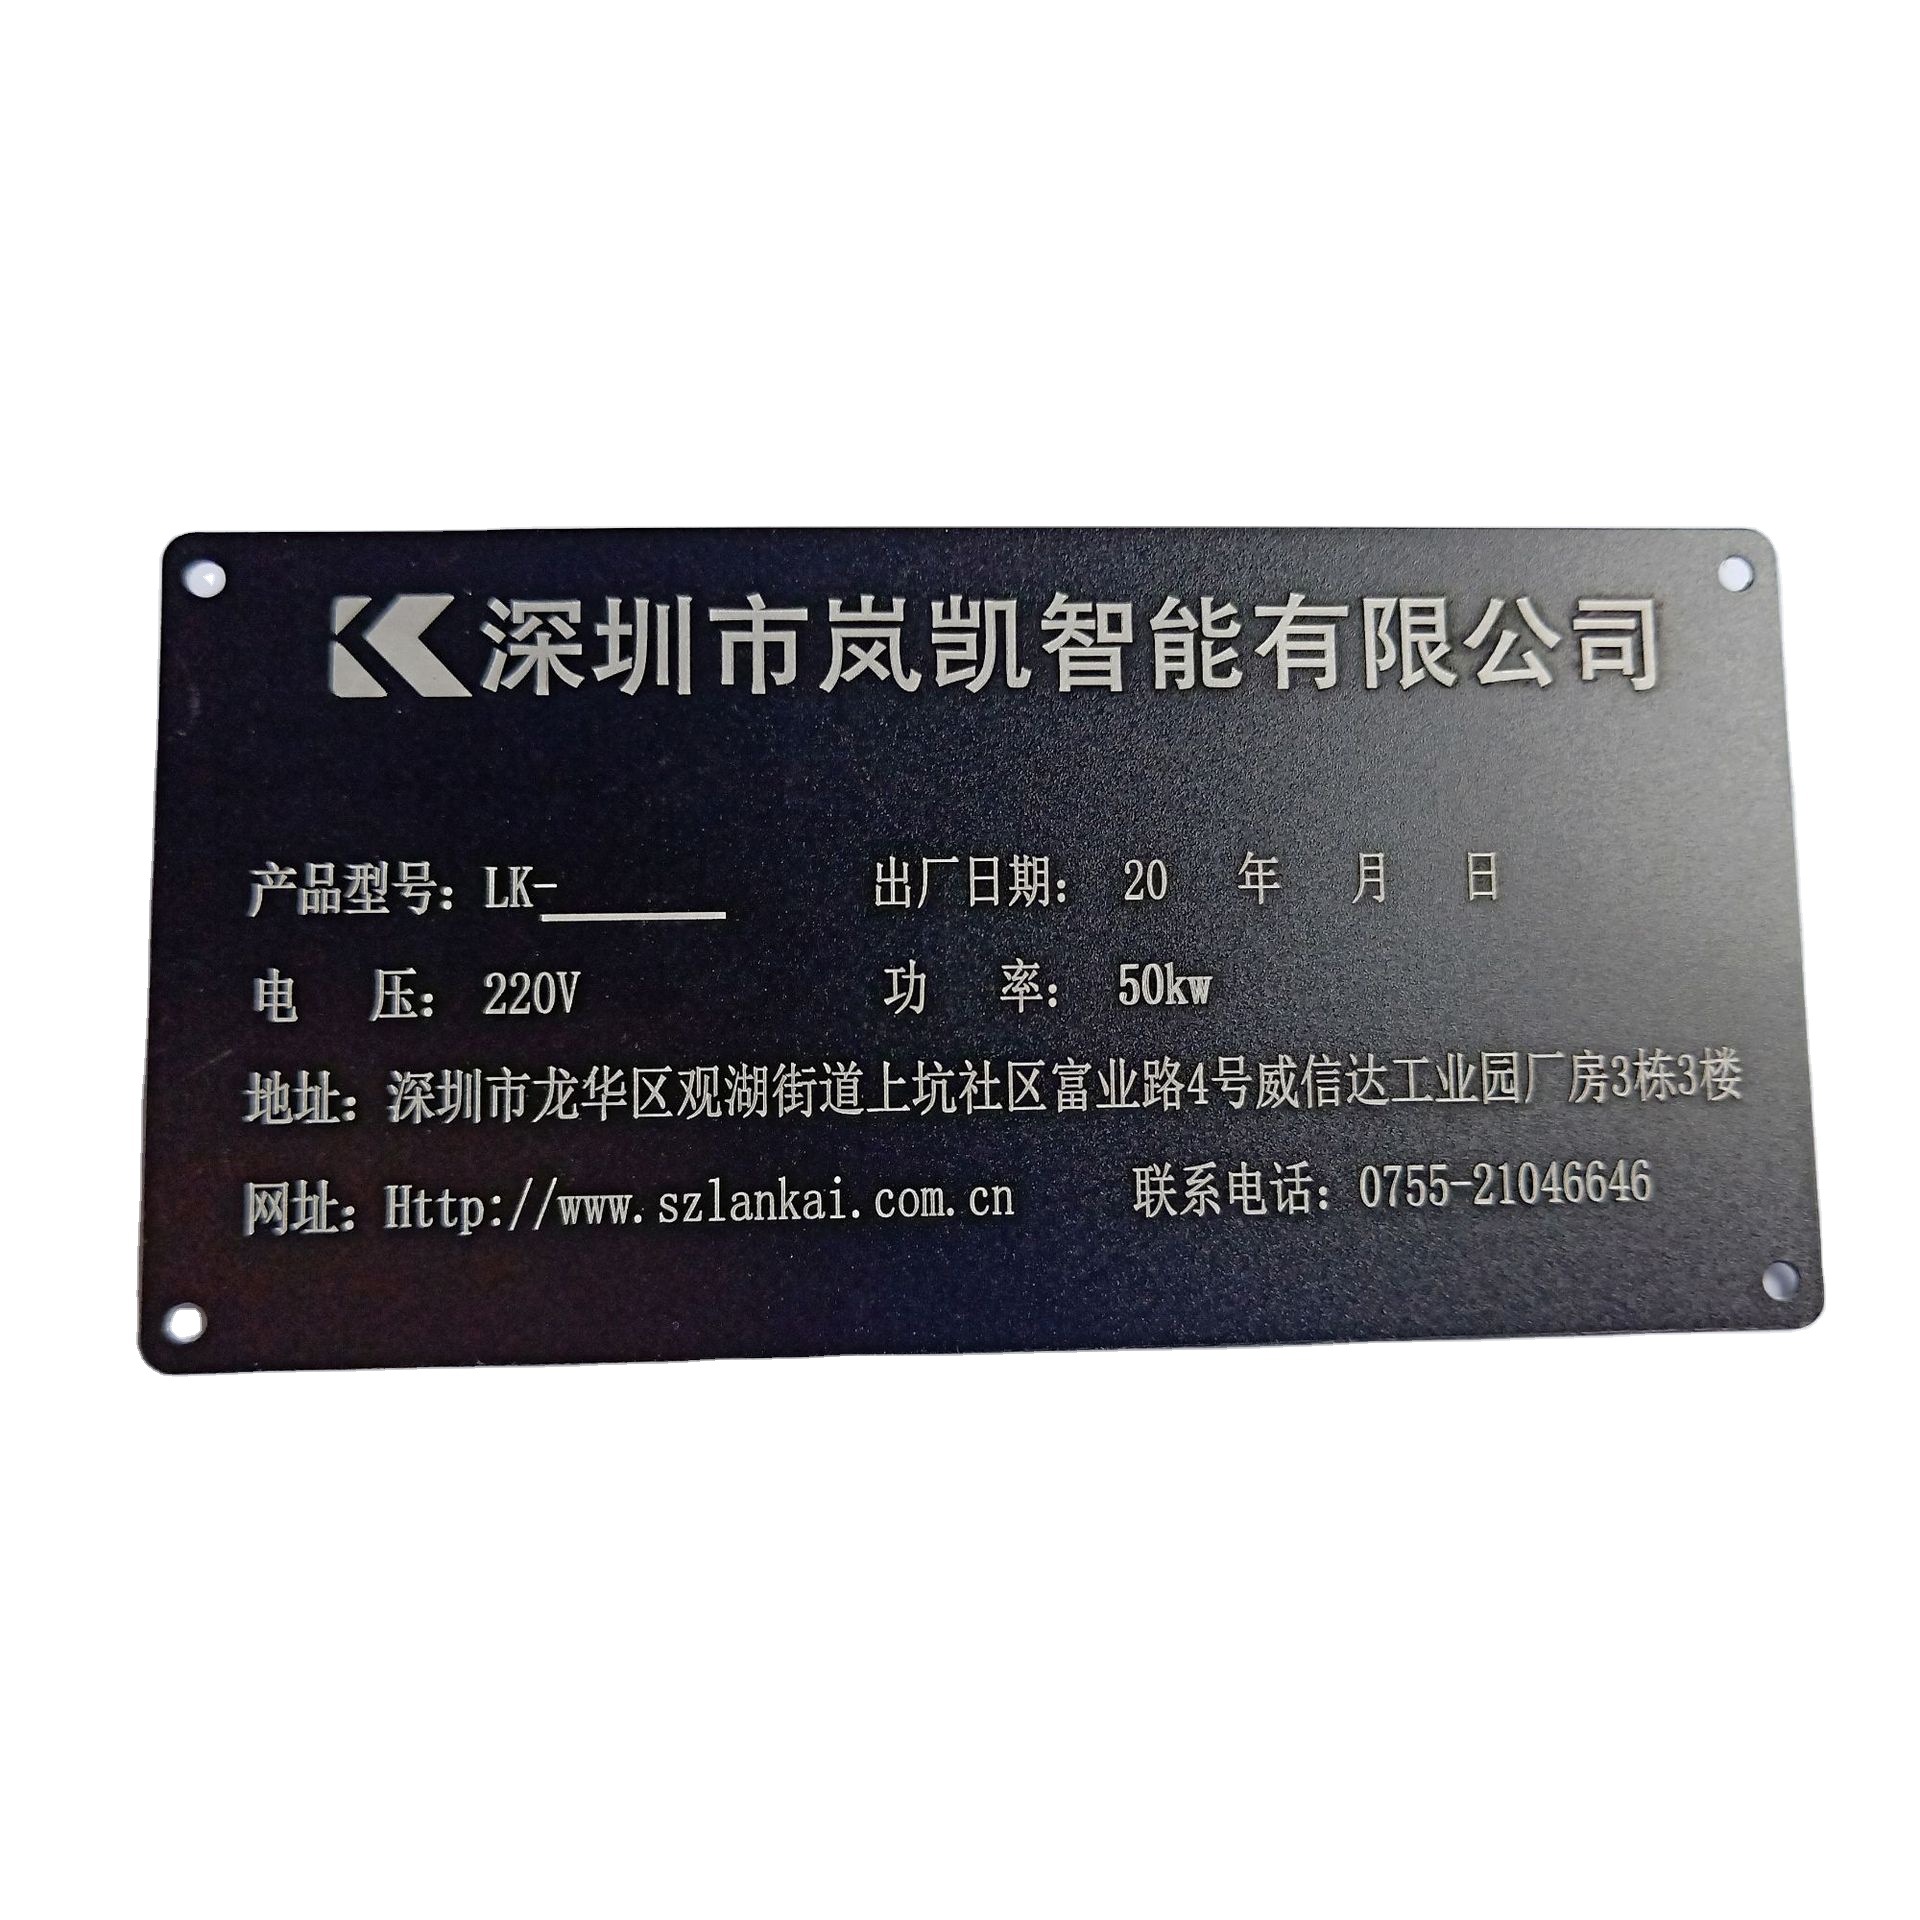 深圳市岚凯智能有限公司
产品型号：LK-______ 出厂日期： 20 年 月 日
电 压： 220V 功 率： 50kw
地址：深圳市龙华区观湖街道上坑社区富业路4号威信达工业园厂房3栋3楼
网址：Http://www.szlankai.com.cn 联系电话：0755-21046646